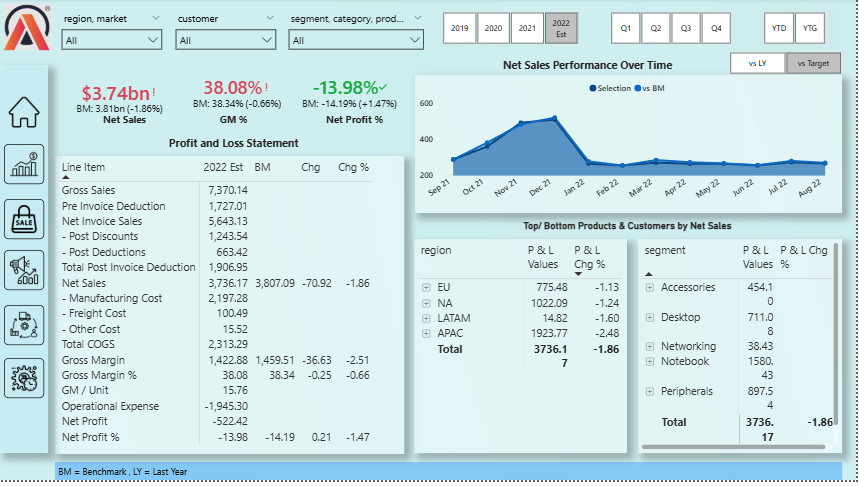 region, market
customer
segment, category, prod...
All
All
All
2019
2020
2021
2022 Est
Q1
Q2
Q3
Q4
YTD
YTG
vs LY
vs Target
$3.74bn!
BM: 3.81bn (-1.86%)
Net Sales
38.08%!
BM: 38.34% (-0.66%)
GM %
-13.98%✓
BM: -14.19% (+1.47%)
Net Profit %
Net Sales Performance Over Time
Selection vs BM
600
400
200
Sep 21 Oct 21 Nov 21 Dec 21 Jan 22 Feb 22 Mar 22 Apr 22 May 22 Jun 22 Jul 22 Aug 22
Profit and Loss Statement
Line Item 2022 Est BM Chg Chg %
Gross Sales 7,370.14
Pre Invoice Deduction 1,727.01
Net Invoice Sales 5,643.13
- Post Discounts 1,243.54
- Post Deductions 663.42
Total Post Invoice Deduction 1,906.95
Net Sales 3,736.17 3,807.09 -70.92 -1.86
- Manufacturing Cost 2,197.28
- Freight Cost 100.49
- Other Cost 15.52
Total COGS 2,313.29
Gross Margin 1,422.88 1,459.51 -36.63 -2.51
Gross Margin % 38.08 38.34 -0.25 -0.66
GM / Unit 15.76
Operational Expense -1,945.30
Net Profit -522.42
Net Profit % -13.98 -14.19 0.21 -1.47
Top/ Bottom Products & Customers by Net Sales
region P & L Values P & L Chg %
EU 775.48 -1.13
NA 1022.09 -1.24
LATAM 14.82 -1.60
APAC 1923.77 -2.48
Total 3736.17 -1.86
segment P & L Values P & L Chg %
Accessories 454.10
Desktop 711.08
Networking 38.43
Notebook 1580.43
Peripherals 897.54
Total 3736.17 -1.86
SALE
BM = Benchmark , LY = Last Year